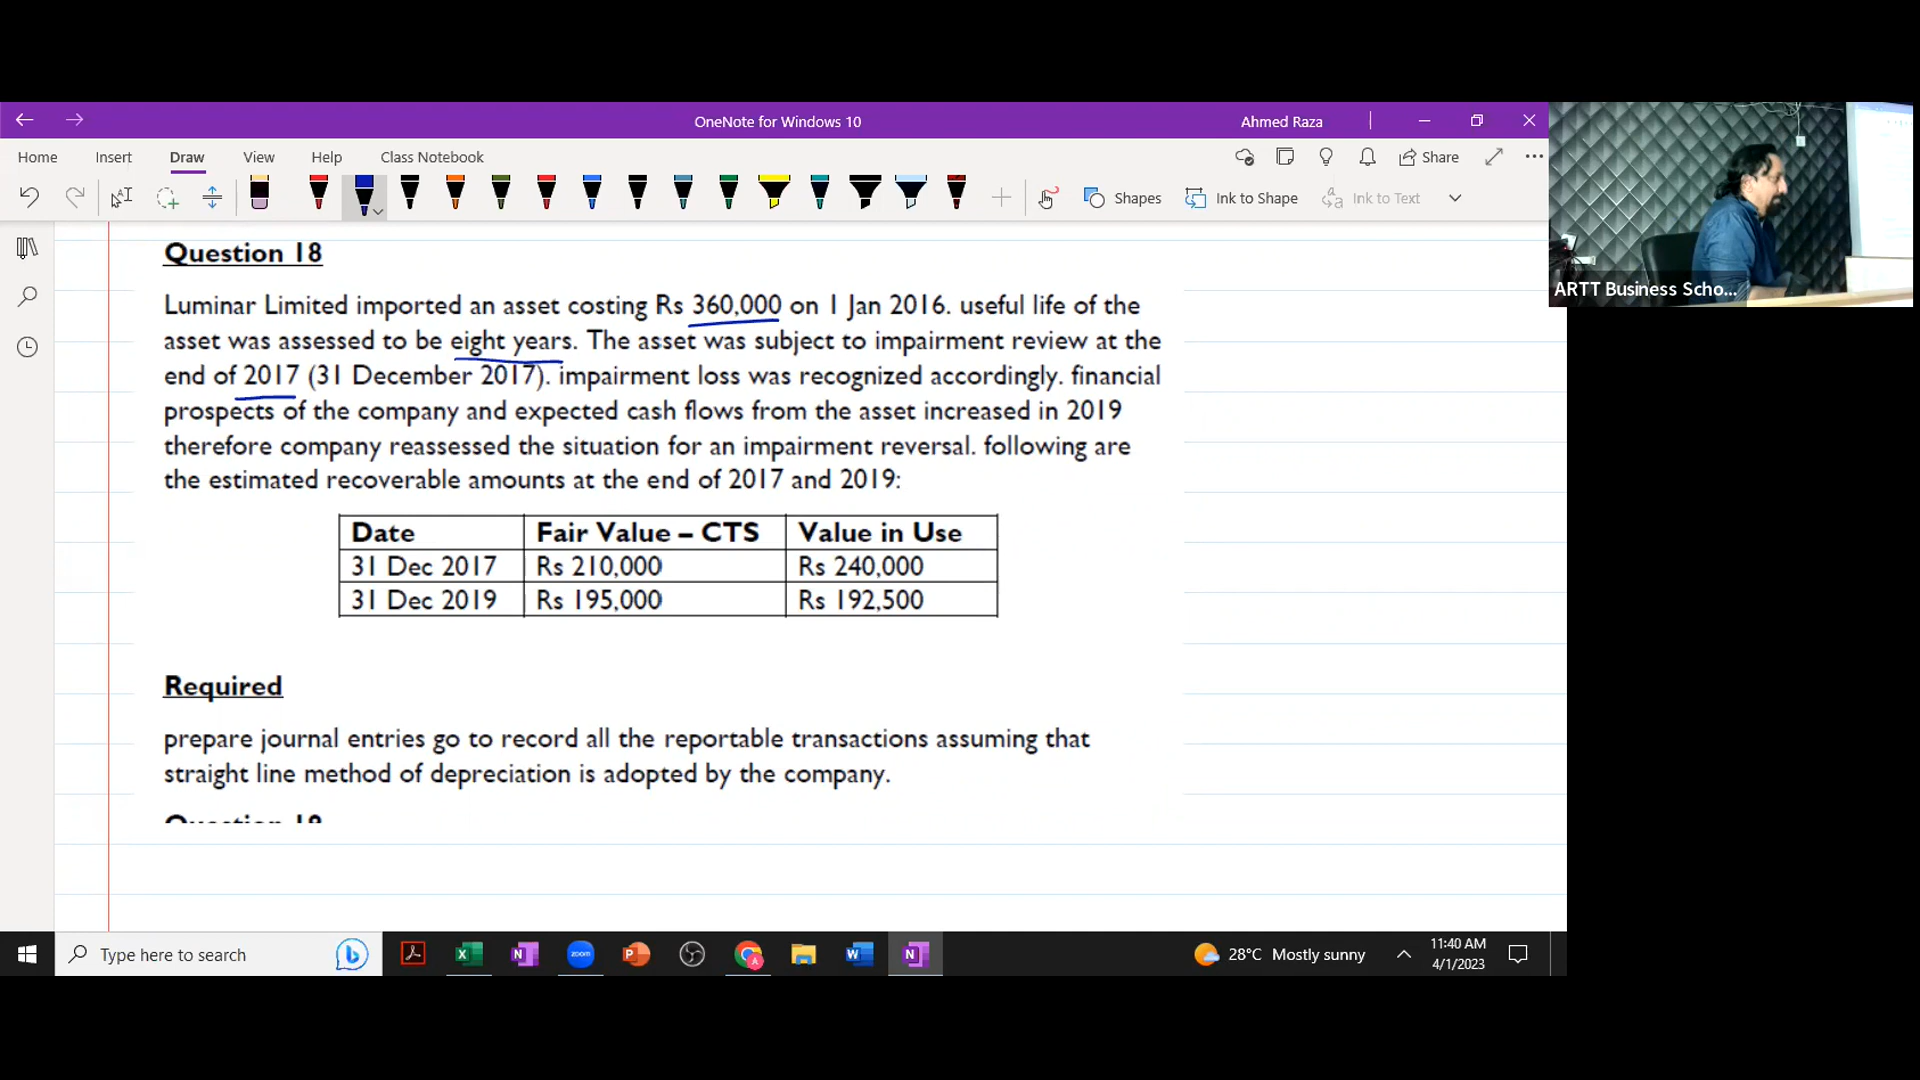 OneNote for Windows 10
Ahmed Raza
Home Insert Draw View Help Class Notebook
Share
Shapes Ink to Shape Ink to Text
ARTT Business Scho...
Question 18
Luminar Limited imported an asset costing Rs 360,000 on 1 Jan 2016. useful life of the
asset was assessed to be eight years. The asset was subject to impairment review at the
end of 2017 (31 December 2017). impairment loss was recognized accordingly. financial
prospects of the company and expected cash flows from the asset increased in 2019
therefore company reassessed the situation for an impairment reversal. following are
the estimated recoverable amounts at the end of 2017 and 2019:
Date Fair Value – CTS Value in Use
31 Dec 2017 Rs 210,000 Rs 240,000
31 Dec 2019 Rs 195,000 Rs 192,500
Required
prepare journal entries go to record all the reportable transactions assuming that
straight line method of depreciation is adopted by the company.
Question 19
Type here to search
zoom
28°C Mostly sunny
11:40 AM
4/1/2023